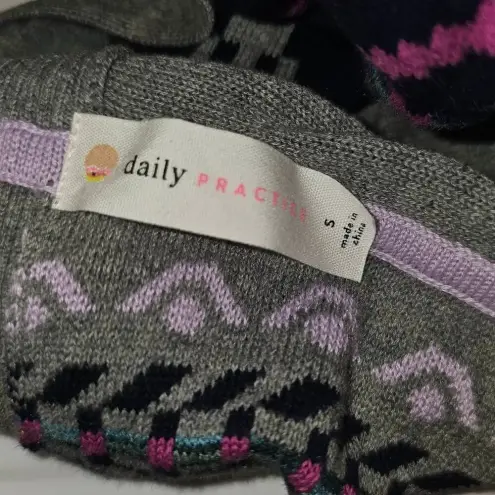 daily PRACTICE
S
made in
china